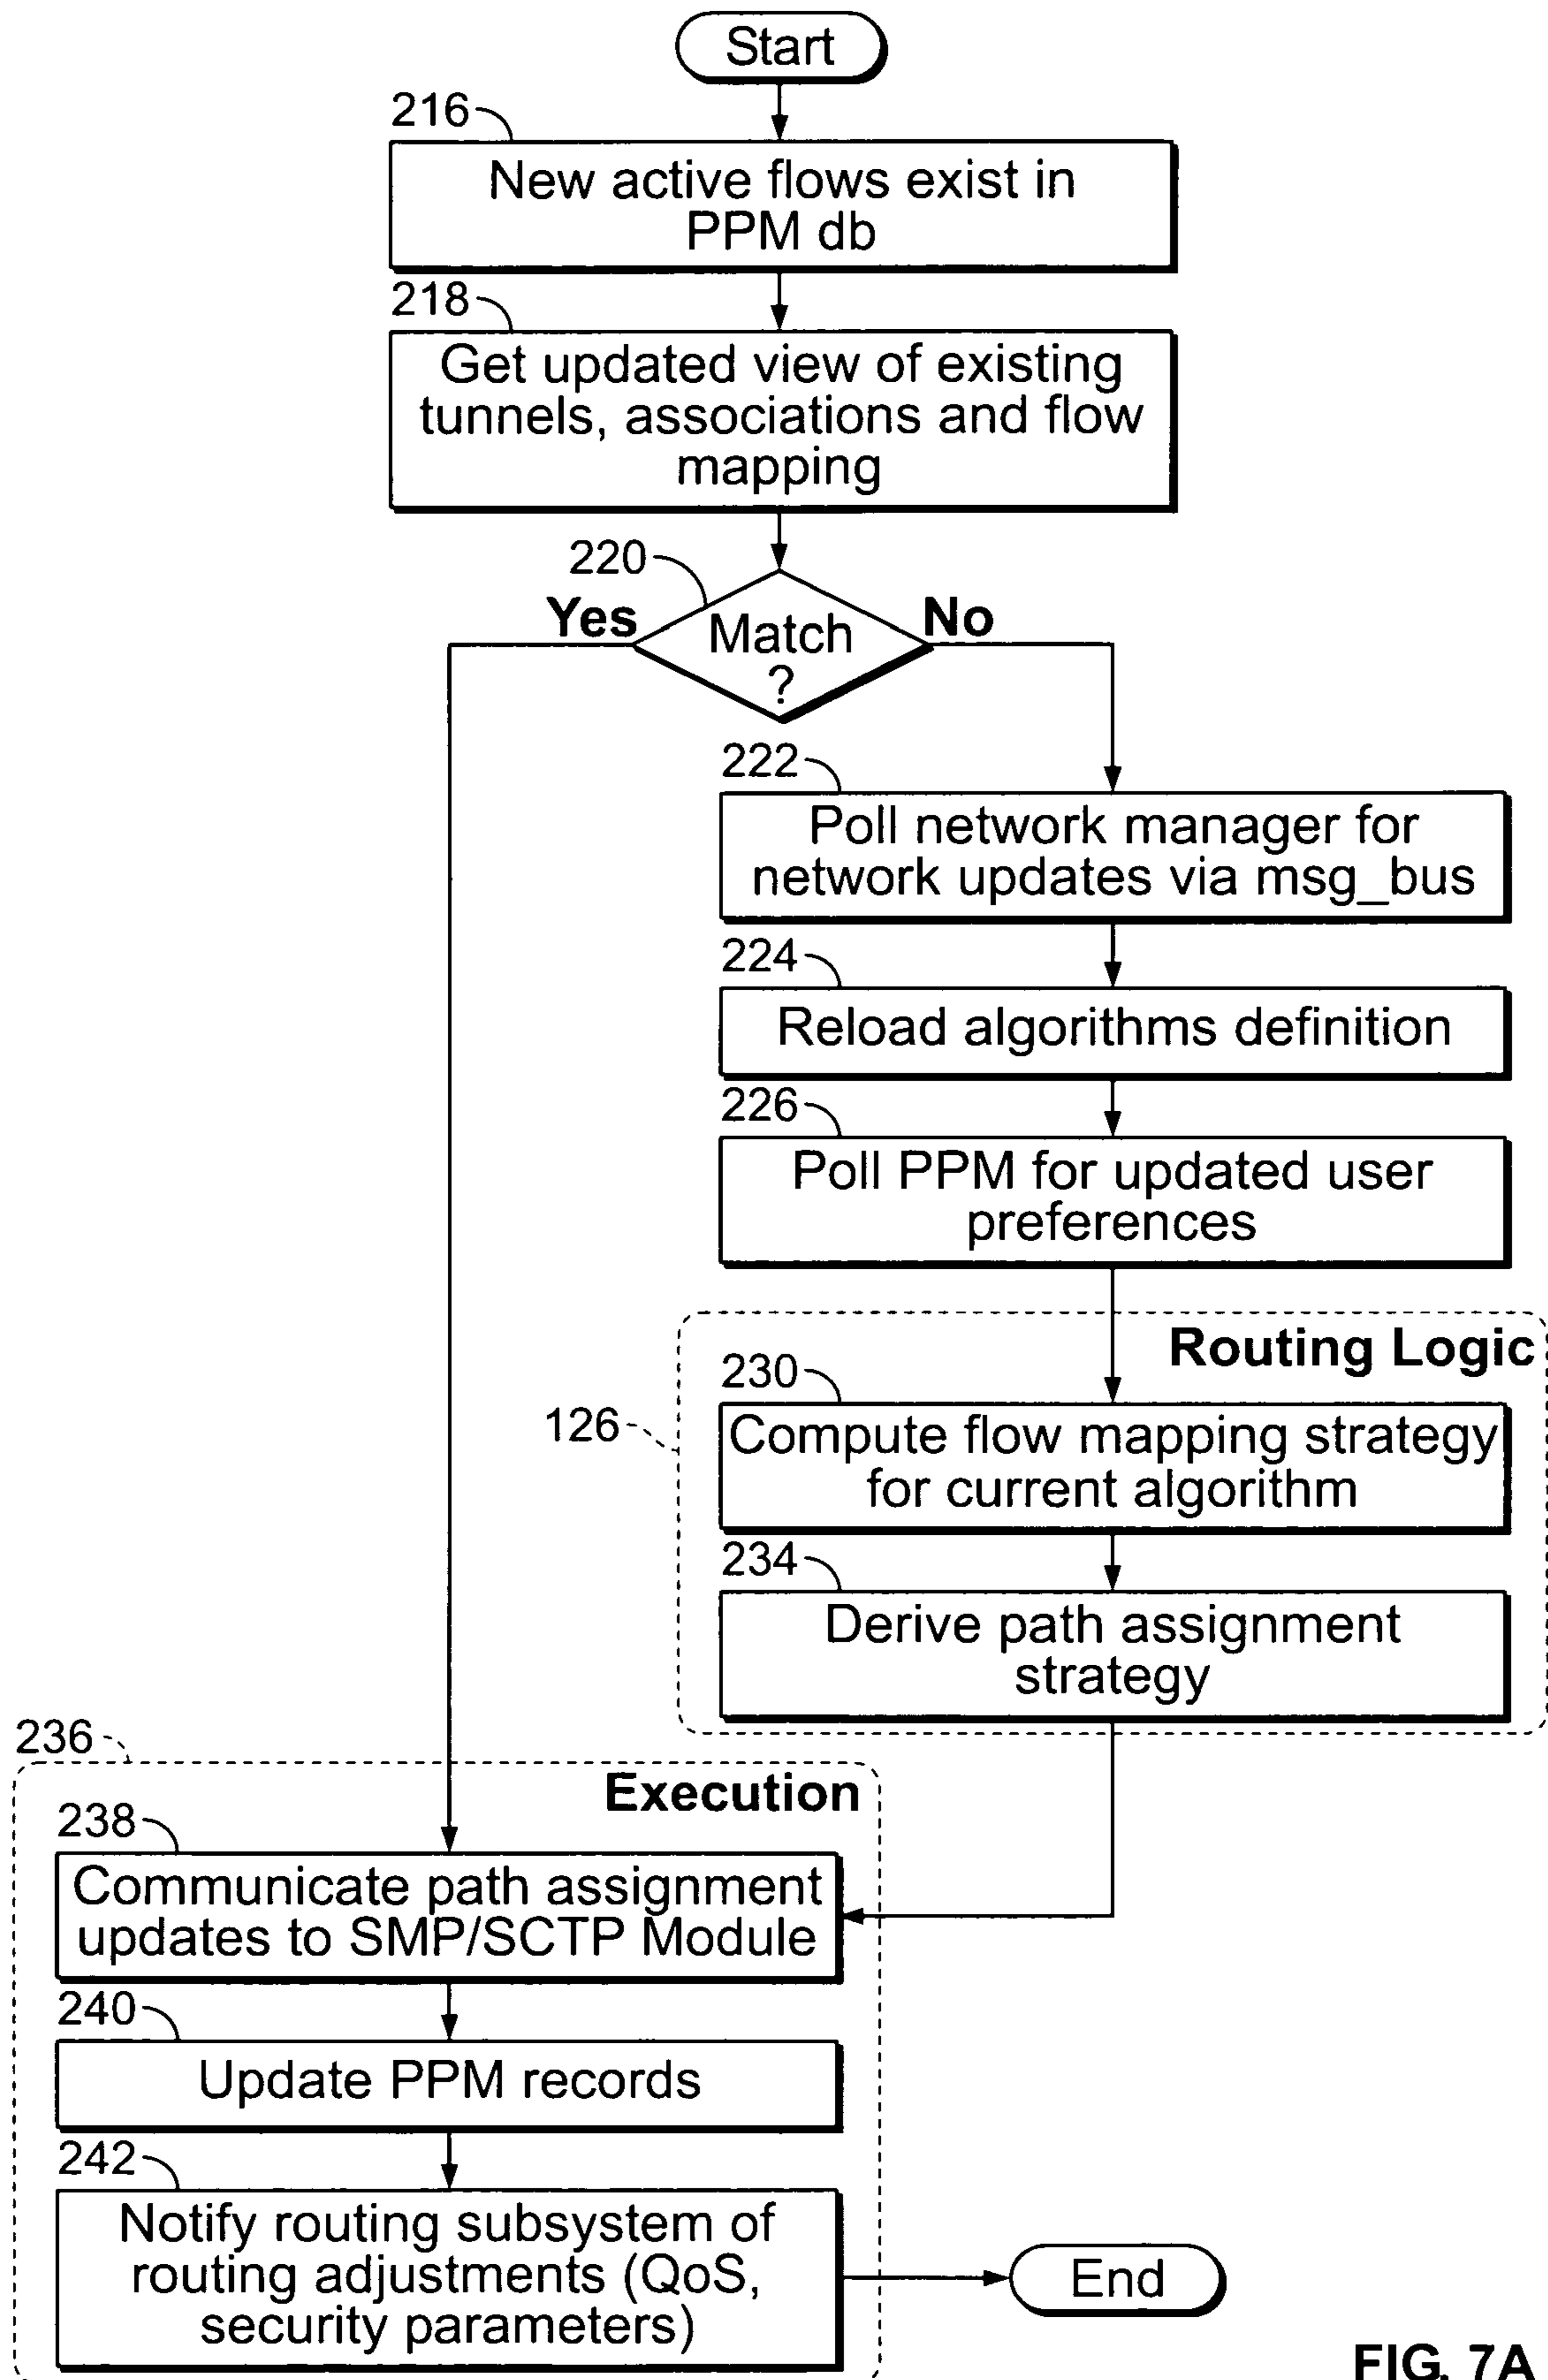 Start
216
New active flows exist in
PPM db
218
Get updated view of existing
tunnels, associations and flow
mapping
220
Yes
Match
?
No
222
Poll network manager for
network updates via msg_bus
224
Reload algorithms definition
226
Poll PPM for updated user
preferences
Routing Logic
126
230
Compute flow mapping strategy
for current algorithm
234
Derive path assignment
strategy
236
Execution
238
Communicate path assignment
updates to SMP/SCTP Module
240
Update PPM records
242
Notify routing subsystem of
routing adjustments (QoS,
security parameters)
End
FIG. 7A